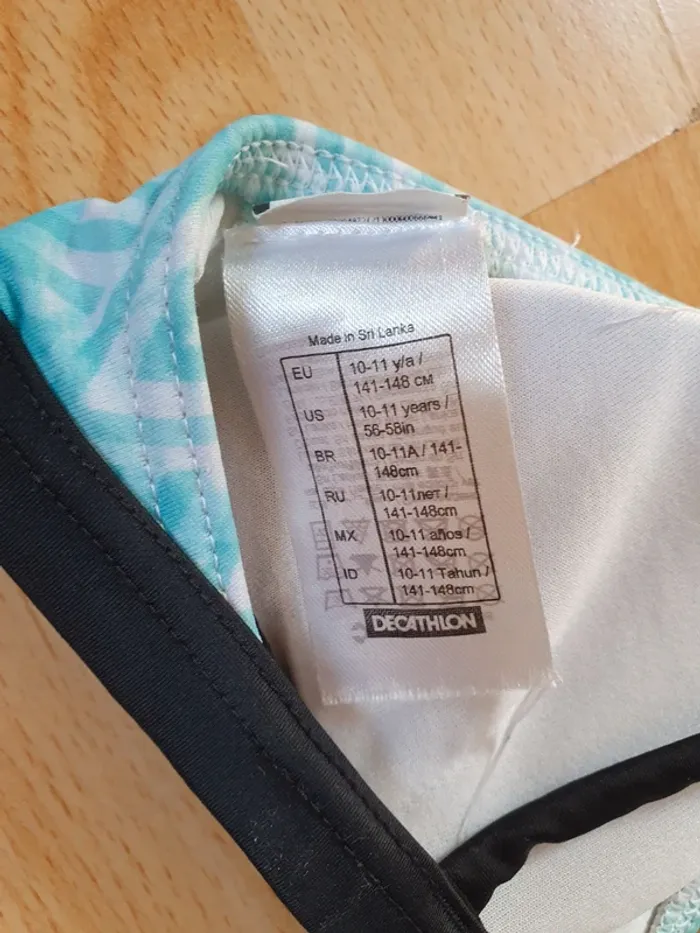 Made in Sri Lanka
EU 10-11 y/a /
141-148 см
US 10-11 years /
56-58in
BR 10-11A / 141-
148cm
RU 10-11лет /
141-148cm
MX 10-11 años /
141-148cm
ID 10-11 Tahun /
141-148cm
DECATHLON